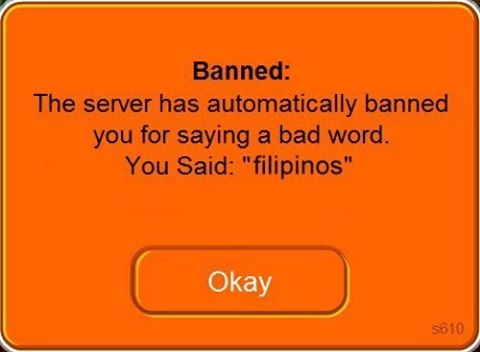 Banned:
The server has automatically banned
you for saying a bad word.
You Said: "filipinos"
Okay
s610